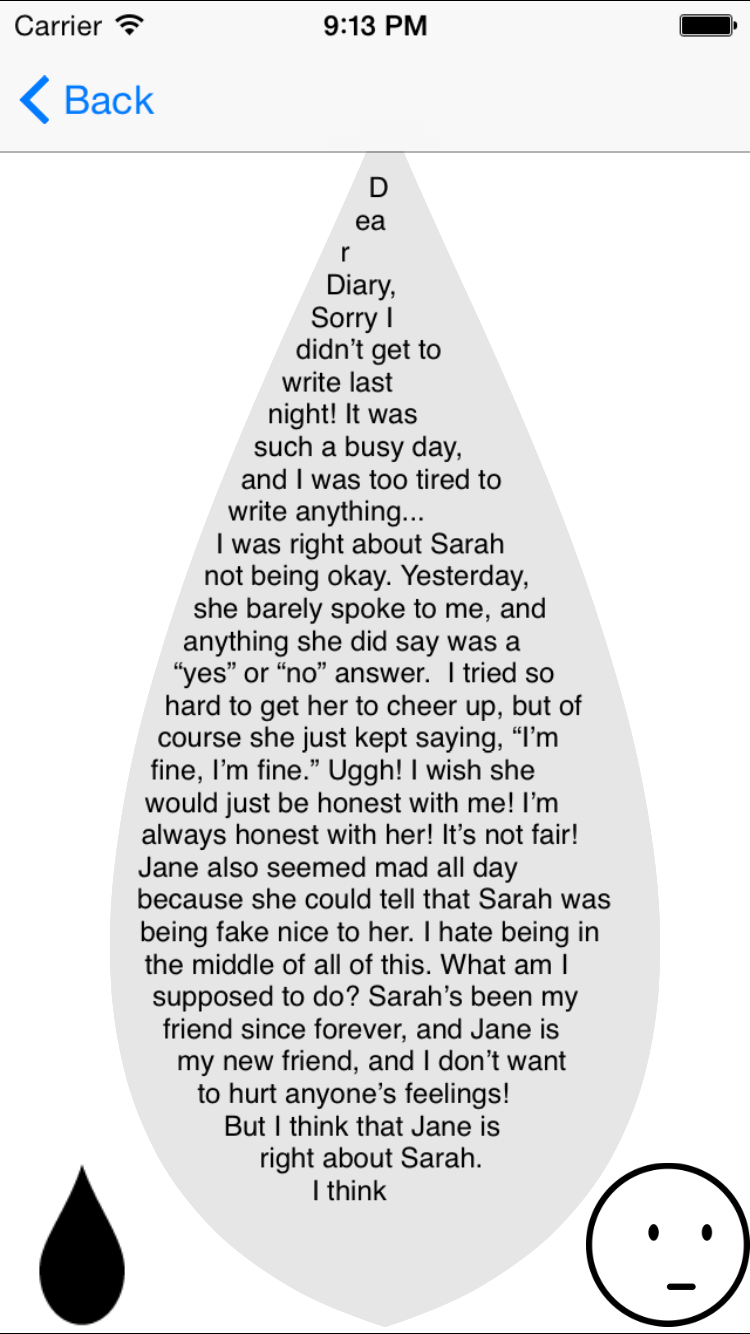 Carrier 9:13 PM
Back
D
ea
r
Diary,
Sorry I
didn’t get to
write last
night! It was
such a busy day,
and I was too tired to
write anything...
I was right about Sarah
not being okay. Yesterday,
she barely spoke to me, and
anything she did say was a
“yes” or “no” answer.  I tried so
hard to get her to cheer up, but of
course she just kept saying, “I’m
fine, I’m fine.” Uggh! I wish she
would just be honest with me! I’m
always honest with her! It’s not fair!
Jane also seemed mad all day
because she could tell that Sarah was
being fake nice to her. I hate being in
the middle of all of this. What am I
supposed to do? Sarah’s been my
friend since forever, and Jane is
my new friend, and I don’t want
to hurt anyone’s feelings!
But I think that Jane is
right about Sarah.
I think